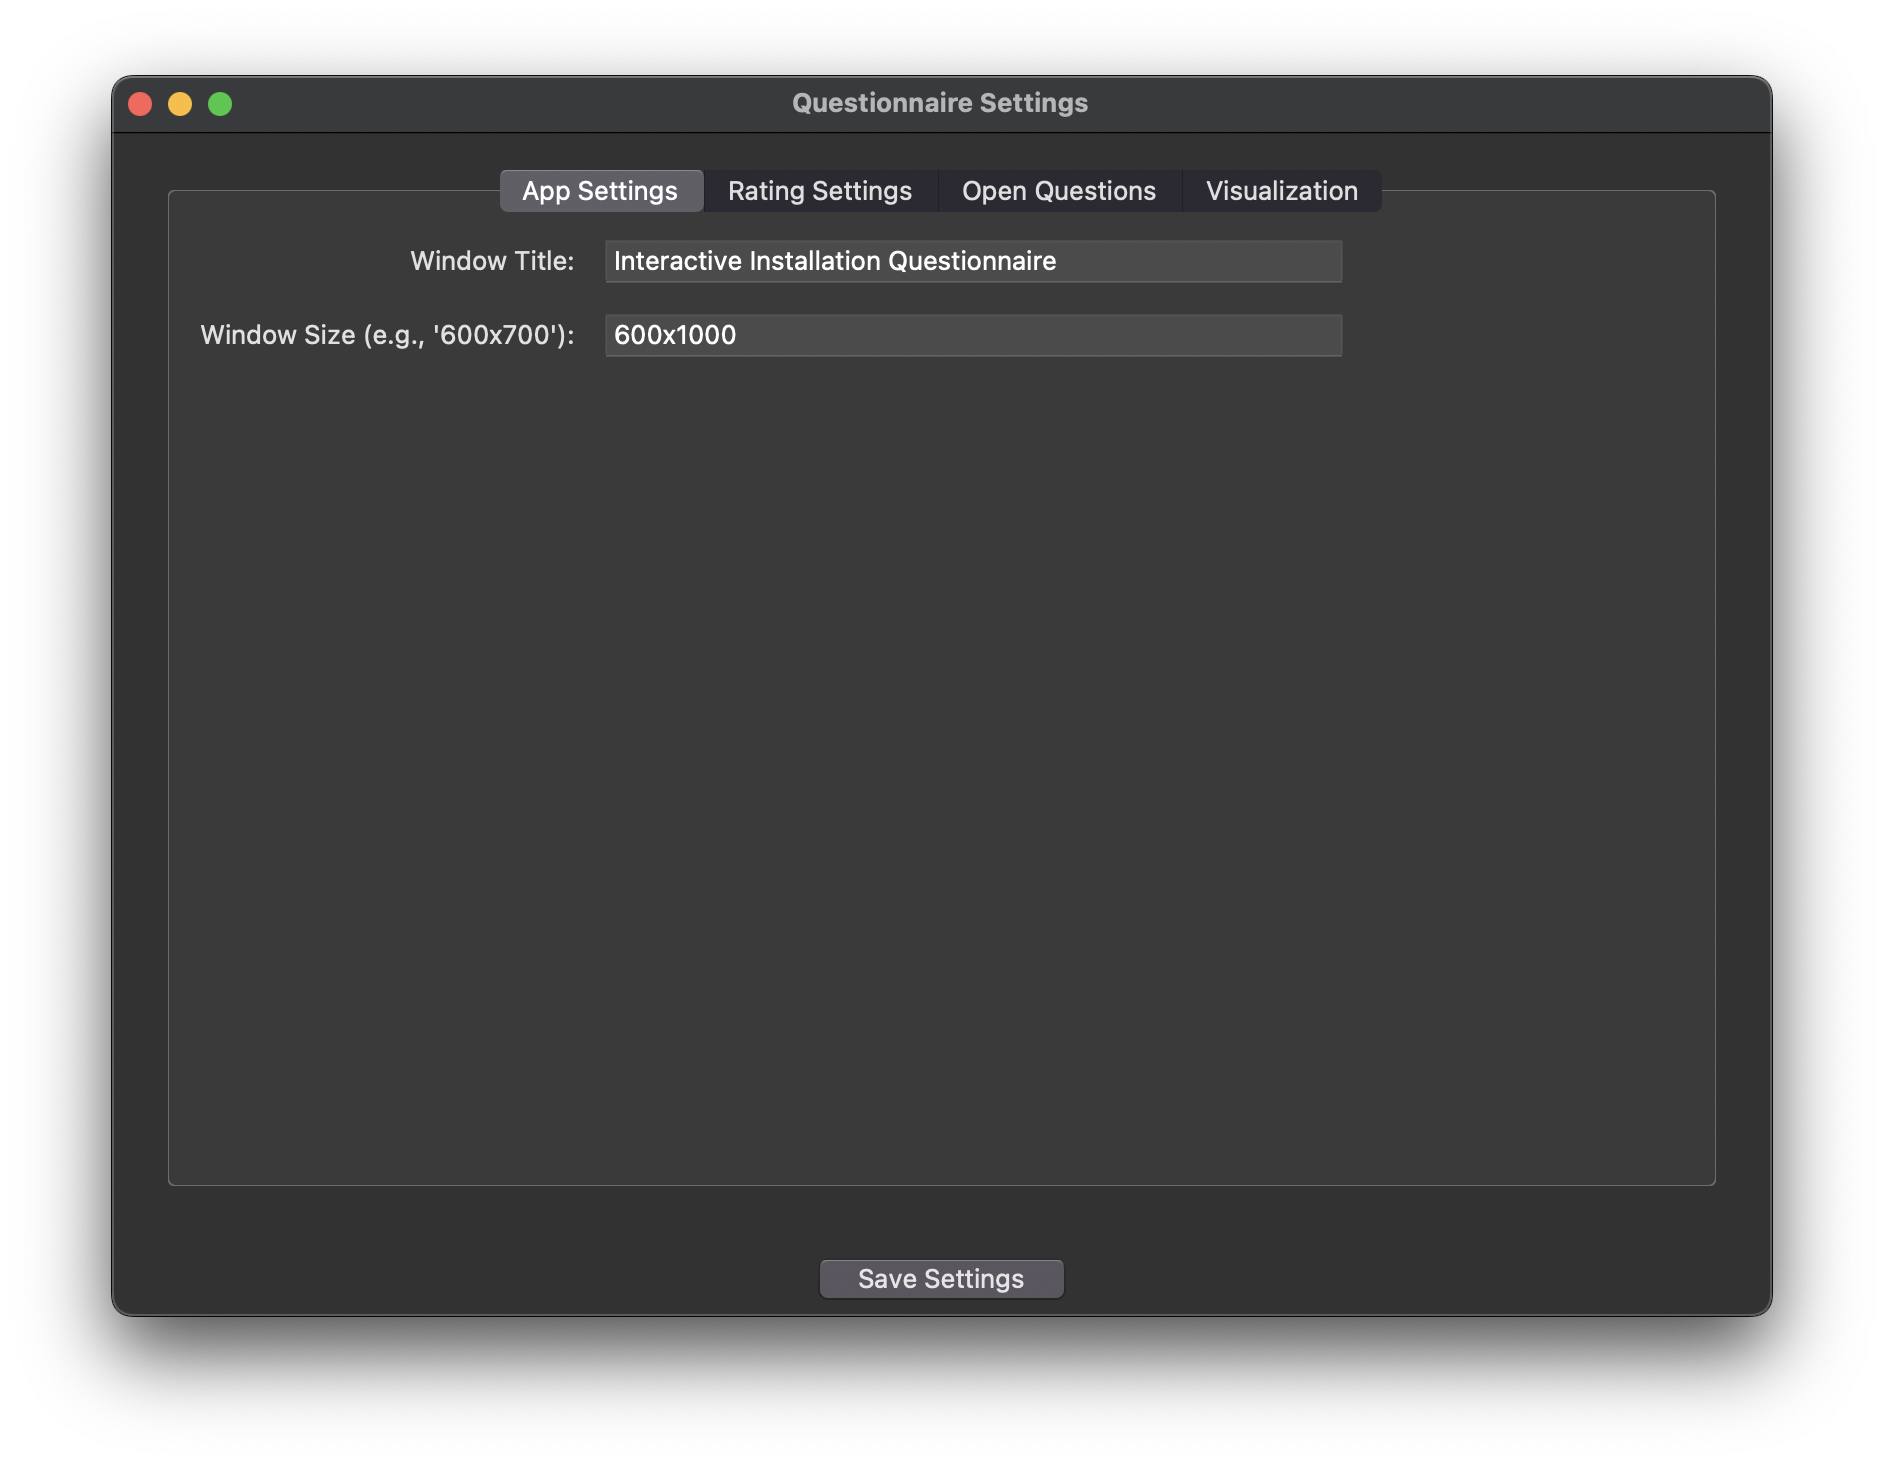 Questionnaire Settings
App Settings Rating Settings Open Questions Visualization
Window Title: Interactive Installation Questionnaire
Window Size (e.g., '600x700'): 600x1000
Save Settings